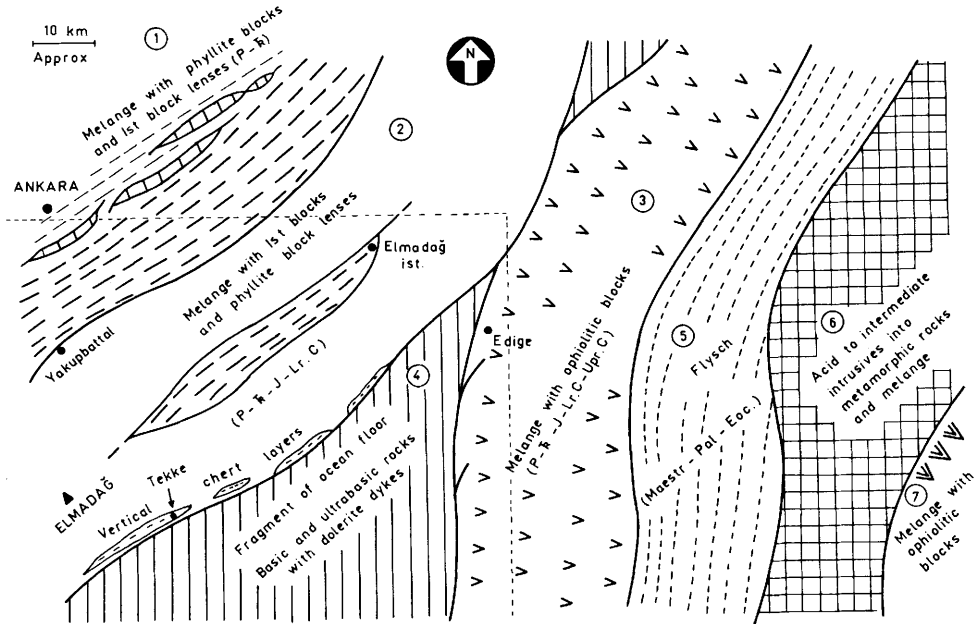 10 km
Approx
1
Melange with phyllite blocks
and lst block lenses (P-Ŧ)
ANKARA
2
N
3
Melange with lst blocks
and phyllite block lenses
(P-Ŧ-J-Lr.C)
Elmadağ
ist.
Yakupbattal
Edige
4
ELMADAĞ
Tekke
Vertical chert layers
Fragment of ocean floor
Basic and ultrabasic rocks
with dolerite dykes
Melange with ophiolitic blocks
(P-Ŧ-J-Lr.C-Upr.C)
5
Flysch
(Maestr-Pal-Eoc.)
6
Acid to intermediate
intrusives into
metamorphic rocks
and melange
7
Melange with
ophiolitic
blocks